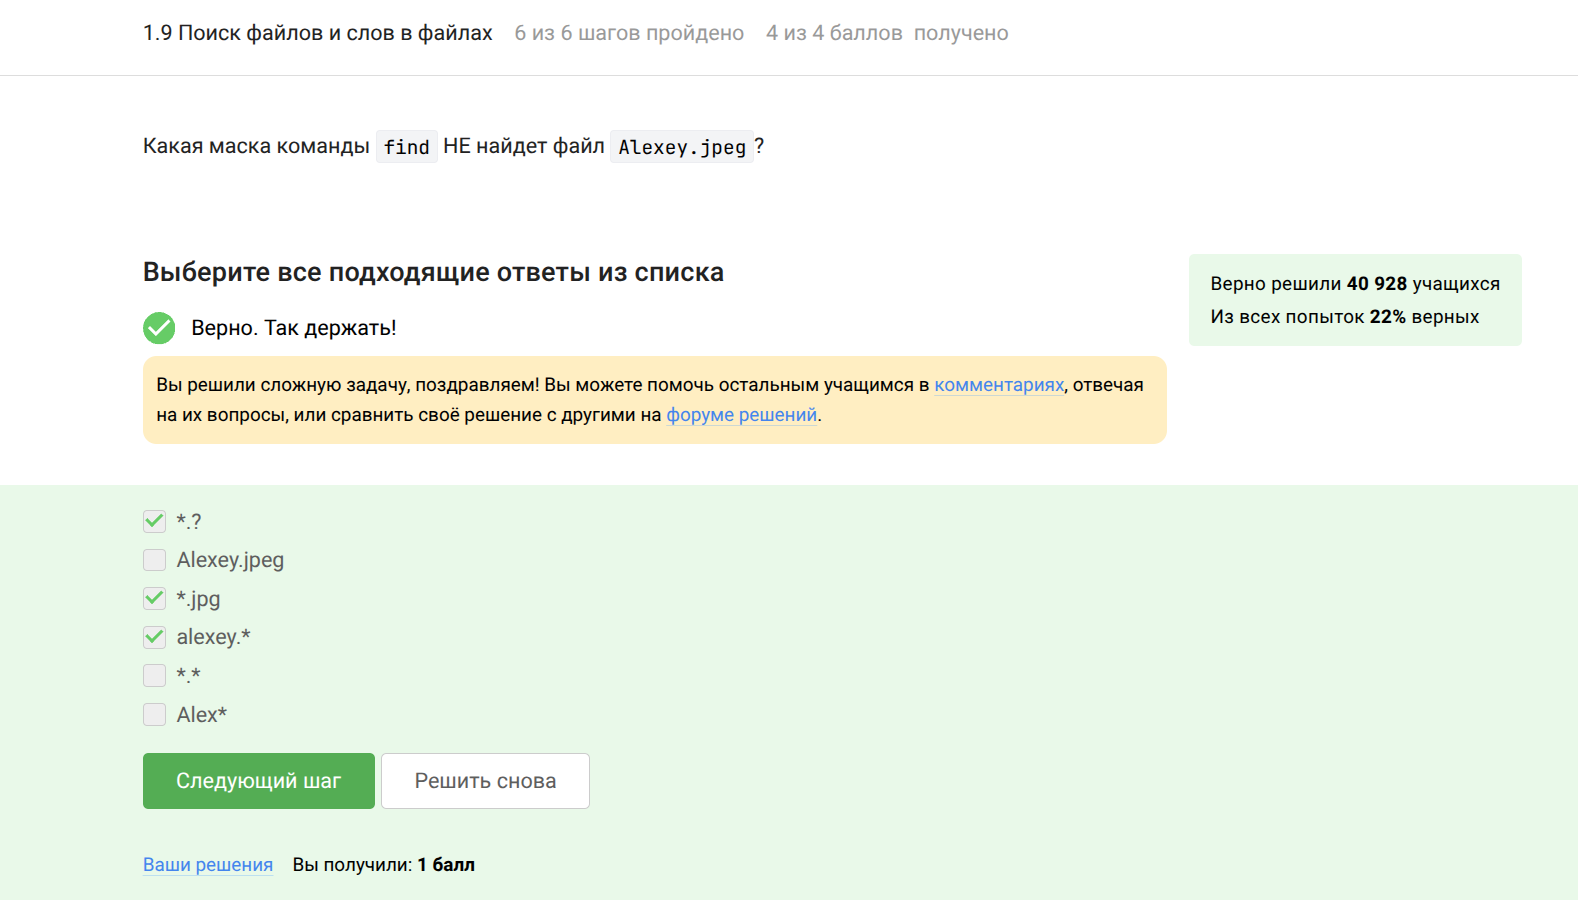 1.9 Поиск файлов и слов в файлах 6 из 6 шагов пройдено 4 из 4 баллов получено
Какая маска команды find НЕ найдет файл Alexey.jpeg?
Выберите все подходящие ответы из списка
Верно решили 40 928 учащихся
Из всех попыток 22% верных
Верно. Так держать!
Вы решили сложную задачу, поздравляем! Вы можете помочь остальным учащимся в комментариях, отвечая
на их вопросы, или сравнить своё решение с другими на форуме решений.
*.?
Alexey.jpeg
*.jpg
alexey.*
*.*
Alex*
Следующий шаг Решить снова
Ваши решения Вы получили: 1 балл